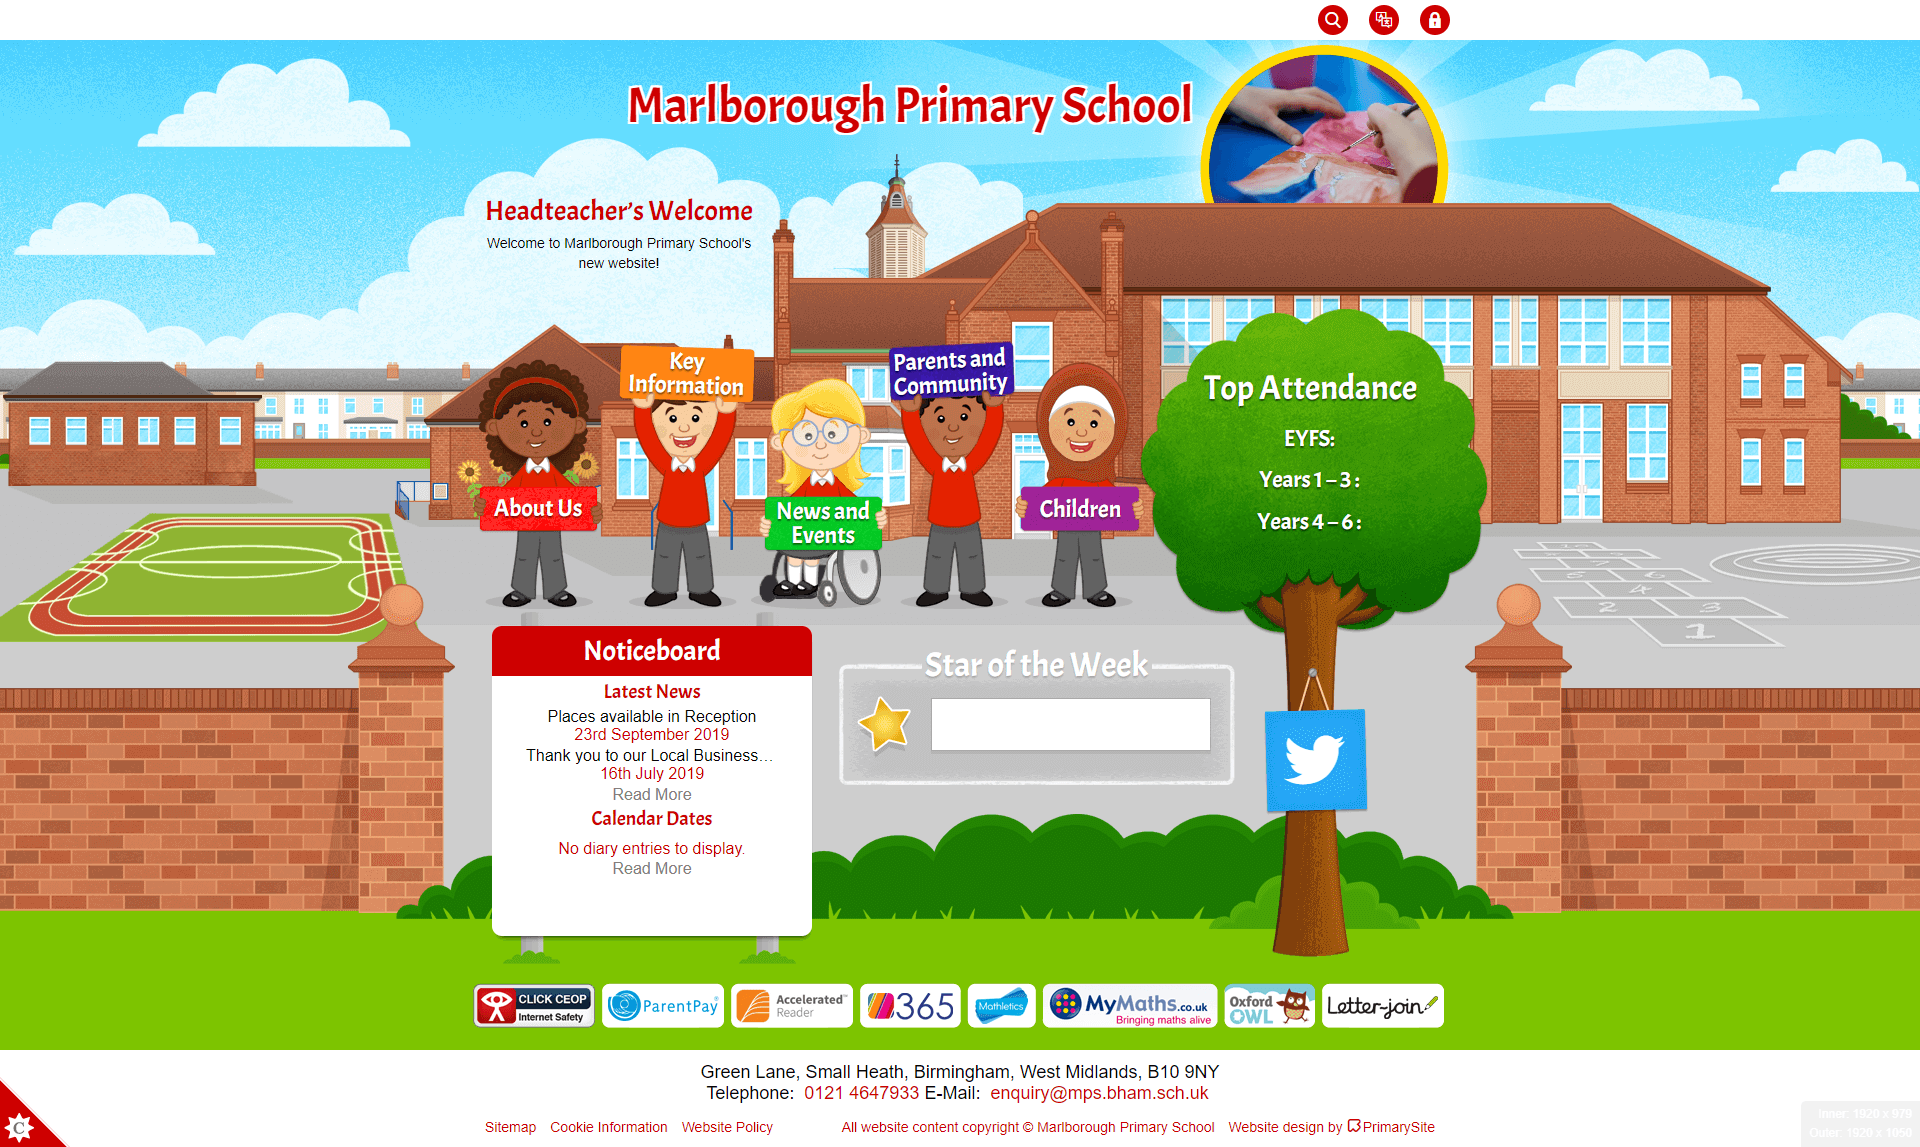 Marlborough Primary School
Headteacher's Welcome
Welcome to Marlborough Primary School's
new website!
Key
Information
Parents and
Community
About Us
News and
Events
Children
Top Attendance
EYFS:
Years 1 – 3 :
Years 4 – 6 :
5 6
4
2 3
1
Noticeboard
Latest News
Places available in Reception
23rd September 2019
Thank you to our Local Business…
16th July 2019
Read More
Calendar Dates
No diary entries to display.
Read More
Star of the Week
CLICK CEOP
Internet Safety
ParentPay
Accelerated
Reader
365
Mathletics
MyMaths.co.uk
Bringing maths alive
Oxford
OWL
Letter-join
Green Lane, Small Heath, Birmingham, West Midlands, B10 9NY
Telephone: 0121 4647933 E-Mail: enquiry@mps.bham.sch.uk
Sitemap Cookie Information Website Policy All website content copyright © Marlborough Primary School Website design by PrimarySite
C
Inner: 1920 x 979
Outer: 1920 x 1050